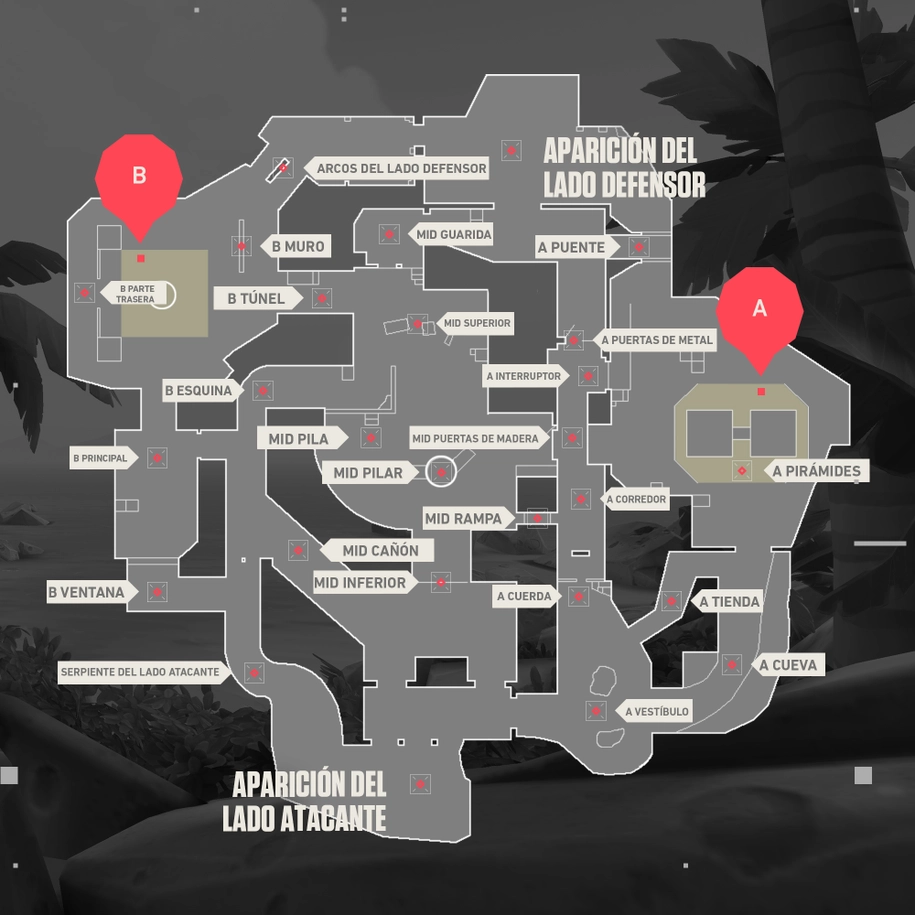 APARICIÓN DEL
LADO DEFENSOR
ARCOS DEL LADO DEFENSOR
B
MID GUARIDA
B MURO
A PUENTE
B PARTE
TRASERA
B TÚNEL
A
MID SUPERIOR
A PUERTAS DE METAL
A INTERRUPTOR
B ESQUINA
MID PILA
MID PUERTAS DE MADERA
B PRINCIPAL
MID PILAR
A PIRÁMIDES
A CORREDOR
MID RAMPA
MID CAÑÓN
MID INFERIOR
B VENTANA
A CUERDA
A TIENDA
SERPIENTE DEL LADO ATACANTE
A CUEVA
A VESTÍBULO
APARICIÓN DEL
LADO ATACANTE